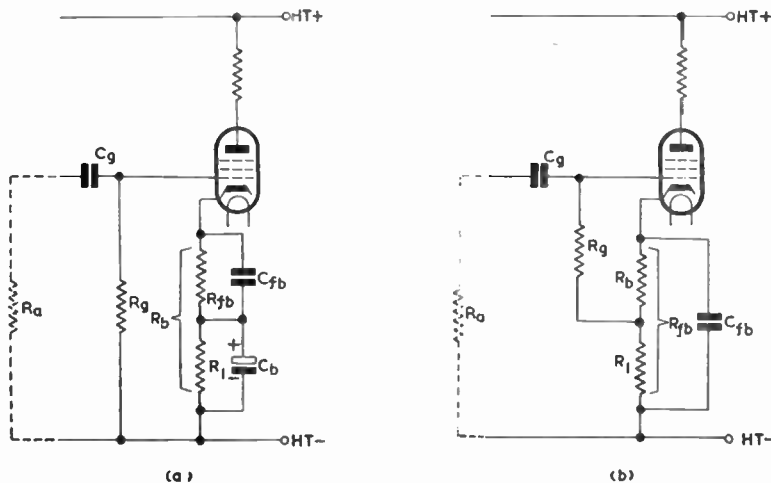 HT+
HT+
Cg
Cg
Ra
Rg
Rb
Rfb
Cfb
R1
+
−
Cb
Ra
Rg
Rb
Rfb
Cfb
R1
HT−
HT−
(a)
(b)